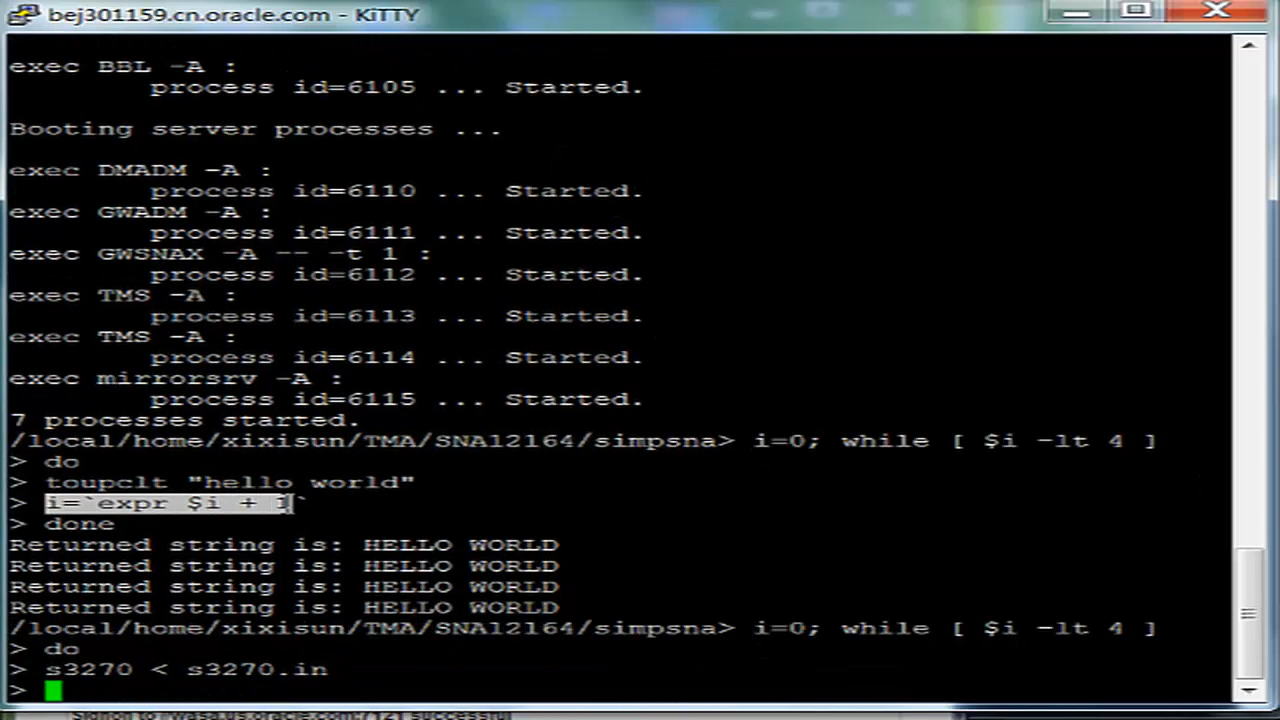 bej301159.cn.oracle.com - KiTTY
exec BBL -A :
process id=6105 ... Started.
Booting server processes ...
exec DMADM -A :
process id=6110 ... Started.
exec GWADM -A :
process id=6111 ... Started.
exec GWSNAX -A -- -t 1 :
process id=6112 ... Started.
exec TMS -A :
process id=6113 ... Started.
exec TMS -A :
process id=6114 ... Started.
exec mirrorsrv -A :
process id=6115 ... Started.
7 processes started.
/local/home/xixisun/TMA/SNA12164/simpsna> i=0; while [ $i -lt 4 ]
> do
> toupclt "hello world"
> i=`expr $i + 1`
> done
Returned string is: HELLO WORLD
Returned string is: HELLO WORLD
Returned string is: HELLO WORLD
Returned string is: HELLO WORLD
/local/home/xixisun/TMA/SNA12164/simpsna> i=0; while [ $i -lt 4 ]
> do
> s3270 < s3270.in
>
Signon to successful